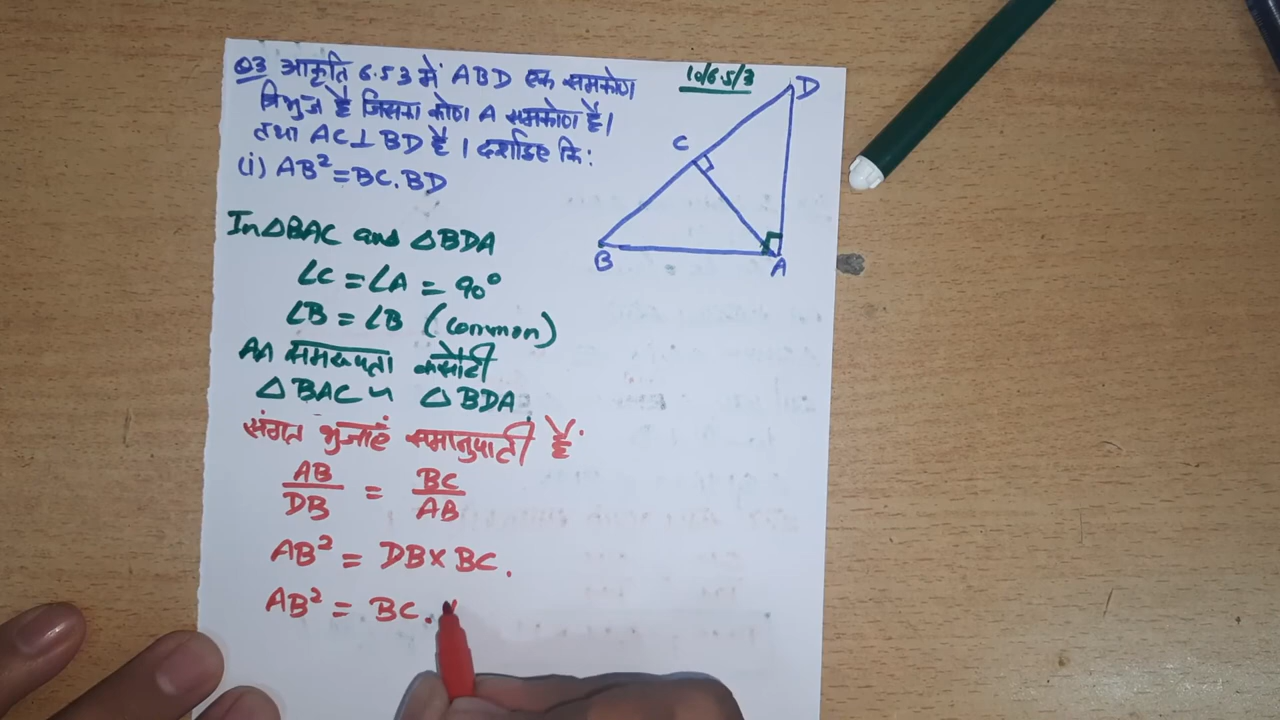 Q3 आकृति 6.53 में ABD एक समकोण
त्रिभुज है जिसका कोण A समकोण है।
तथा AC⊥BD है। दर्शाइए कि:
(i) AB²=BC.BD
10/6.5/3
D
C
B
A
In△BAC and △BDA
∠C = ∠A = 90°
∠B = ∠B (common)
AA समरूपता कसौटी
△BAC ~ △BDA
संगत भुजाएं समानुपाती हैं
AB/DB = BC/AB
AB² = DB×BC.
AB² = BC.